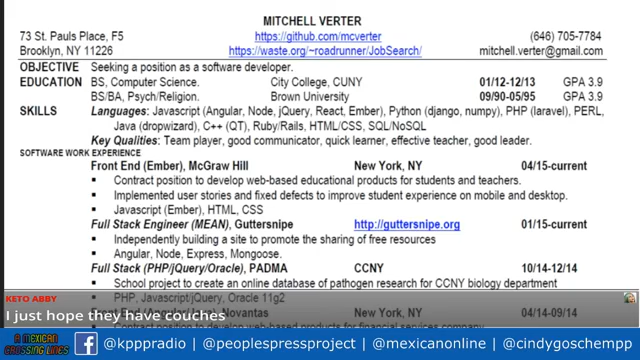 MITCHELL VERTER
73 St. Pauls Place, F5 https://github.com/mcverter (646) 705-7784
Brooklyn, NY 11226 https://waste.org/~roadrunner/JobSearch/ mitchell.verter@gmail.com
OBJECTIVE Seeking a position as a software developer.
EDUCATION BS, Computer Science. City College, CUNY 01/12-12/13 GPA 3.9
BS/BA, Psych/Religion. Brown University 09/90-05/95 GPA 3.9
SKILLS Languages: Javascript (Angular, Node, jQuery, React, Ember), Python (django, numpy), PHP (laravel), PERL,
Java (dropwizard), C++ (QT), Ruby/Rails, HTML/CSS, SQL/NoSQL
Key Qualities: Team player, good communicator, quick learner, effective teacher, good leader.
SOFTWARE WORK EXPERIENCE
Front End (Ember), McGraw Hill New York, NY 04/15-current
▪ Contract position to develop web-based educational products for students and teachers.
▪ Implemented user stories and fixed defects to improve student experience on mobile and desktop.
▪ Javascript (Ember), HTML, CSS
Full Stack Engineer (MEAN), Guttersnipe http://guttersnipe.org 01/15-current
▪ Independently building a site to promote the sharing of free resources
▪ Angular, Node, Express, Mongoose.
Full Stack (PHP/jQuery/Oracle), PADMA CCNY 10/14-12/14
▪ School project to create an online database of pathogen research for CCNY biology department
▪ PHP, Javascript/jQuery, Oracle 11g2
KETO ABBY
I just hope they have couches!
Novantas New York, NY 04/14-09/14
A MEXICAN
CROSSING LINES
@kpppradio | @peoplespressproject | @mexicanonline | @cindygoschempp